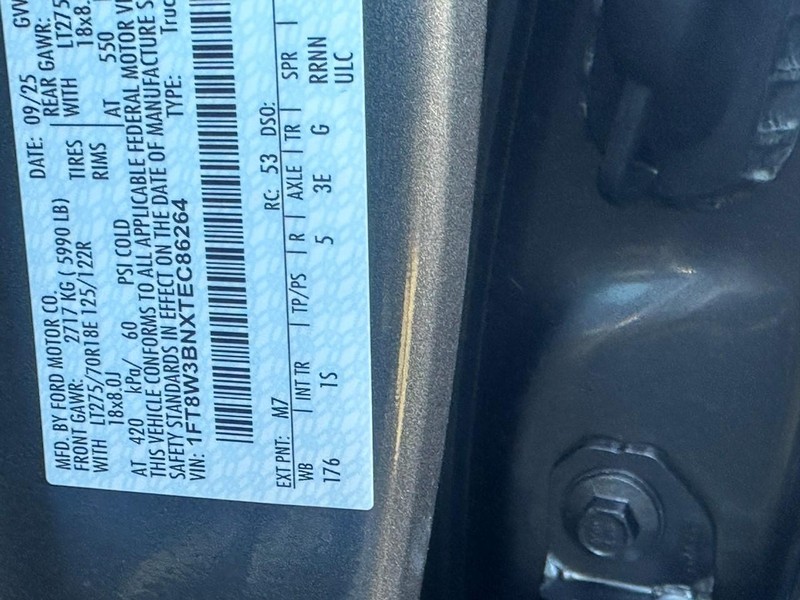 MFD. BY FORD MOTOR CO.
DATE: 09/25 GW
FRONT GAWR: 2717 KG ( 5990 LB) REAR GAWR:
WITH LT275/70R18E 125/122R TIRES WITH LT275
18x8.0J RIMS 18x8.
AT 420 kPa/ 60 PSI COLD AT 550
THIS VEHICLE CONFORMS TO ALL APPLICABLE FEDERAL MOTOR VE
SAFETY STANDARDS IN EFFECT ON THE DATE OF MANUFACTURE S
VIN: 1FT8W3BNXTEC86264 TYPE: Truc
EXT PNT: M7 RC: 53 DSO:
WB | INT TR | TP/PS | R | AXLE | TR | SPR
176 1S 5 3E G RRNN
ULC